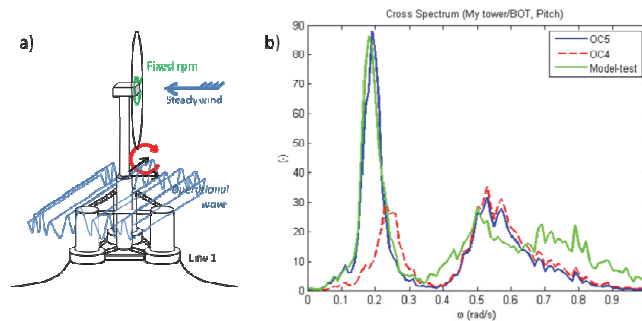 a)
Fixed rpm
Steady wind
Operational
wave
Line 1
b)
Cross Spectrum (My tower/BOT, Pitch)
OC5
OC4
Model-test
(-)
90
80
70
60
50
40
30
20
10
0
0 0.1 0.2 0.3 0.4 0.5 0.6 0.7 0.8 0.9
ω (rad/s)